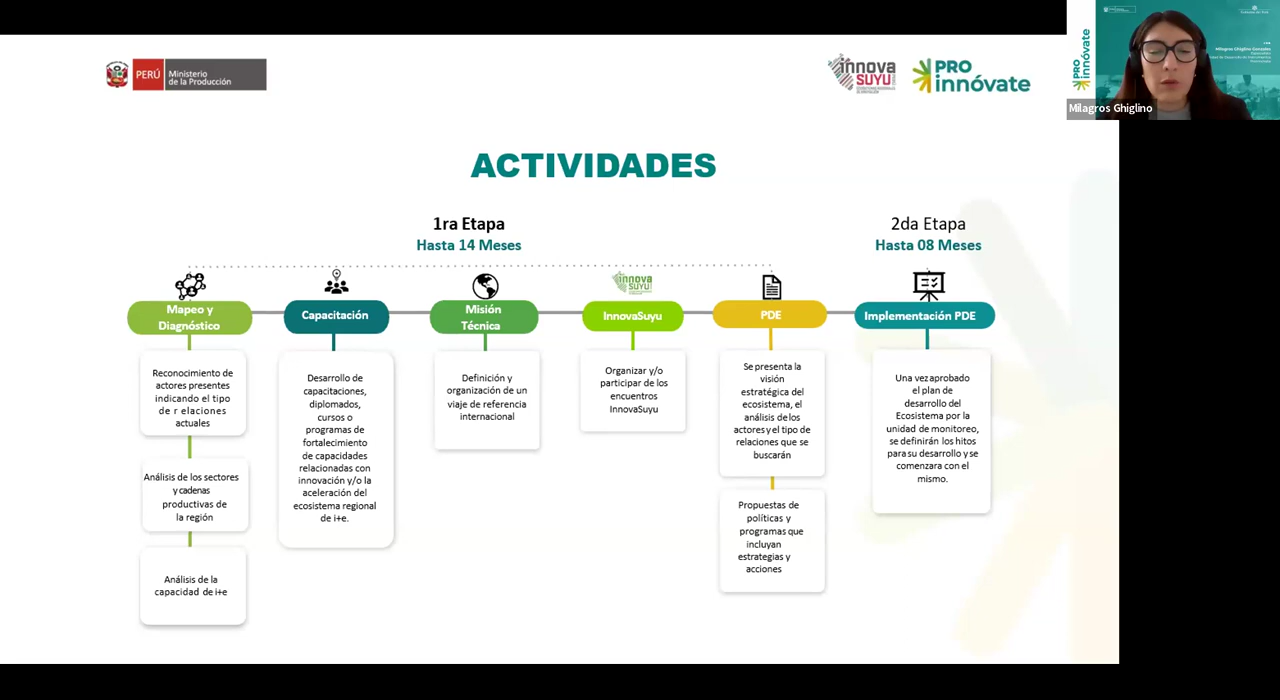 PERÚ
Ministerio
de la Producción
innova
SUYU
PRO
innóvate
PRO
innóvate
Milagros Ghiglino Gonzales
Milagros Ghiglino
ACTIVIDADES
1ra Etapa
Hasta 14 Meses
2da Etapa
Hasta 08 Meses
innova
SUYU
Mapeo y
Diagnóstico
Capacitación
Misión
Técnica
InnovaSuyu
PDE
Implementación PDE
Reconocimiento de
actores presentes
indicando el tipo
de r elaciones
actuales
Análisis de los sectores
y cadenas
productivas de
la región
Análisis de la
capacidad de i+e
Desarrollo de
capacitaciones,
diplomados,
cursos o
programas de
fortalecimiento
de capacidades
relacionadas con
innovación y/o la
aceleración del
ecosistema regional
de i+e.
Definición y
organización de un
viaje de referencia
internacional
Organizar y/o
participar de los
encuentros
InnovaSuyu
Se presenta la
visión
estratégica del
ecosistema, el
análisis de los
actores y el tipo de
relaciones que se
buscarán
Propuestas de
políticas y
programas que
incluyan
estrategias y
acciones
Una vez aprobado
el plan de
desarrollo del
Ecosistema por la
unidad de monitoreo,
se definirán los hitos
para su desarrollo y se
comenzara con el
mismo.